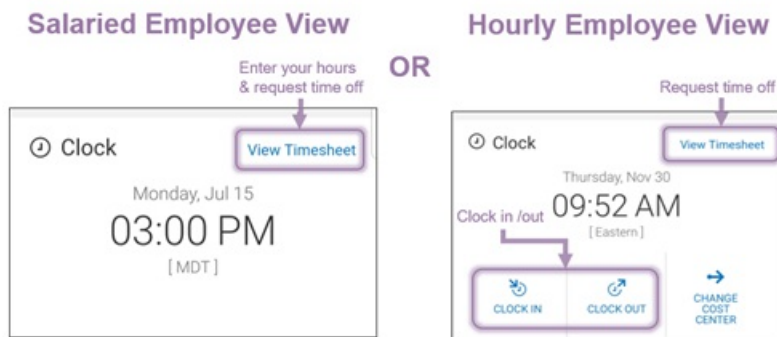 Salaried Employee View
Enter your hours
& request time off
Clock
View Timesheet
Monday, Jul 15
03:00 PM
[ MDT ]
OR
Hourly Employee View
Request time off
Clock
View Timesheet
Thursday, Nov 30
09:52 AM
[ Eastern ]
Clock in /out
CLOCK IN
CLOCK OUT
CHANGE
COST
CENTER